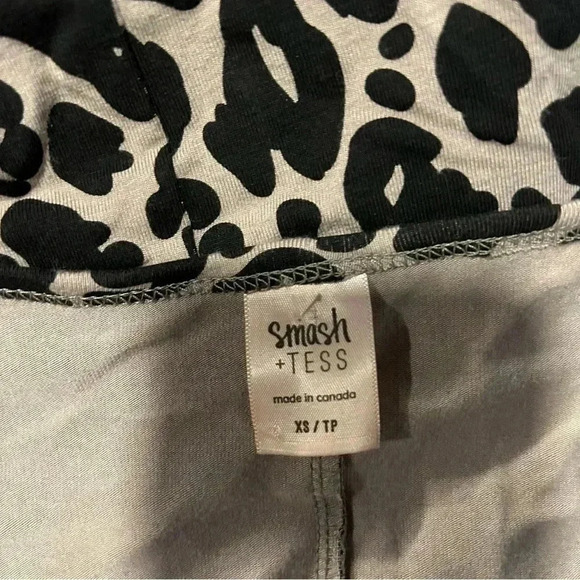 smash
+TESS
made in canada
XS / TP